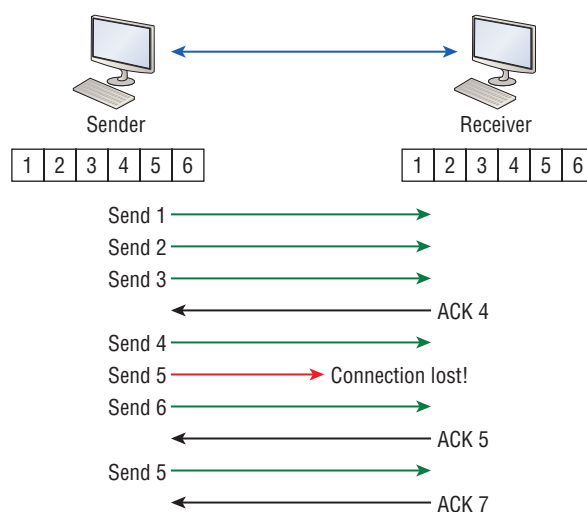 Sender Receiver
1 2 3 4 5 6 1 2 3 4 5 6
Send 1
Send 2
Send 3
ACK 4
Send 4
Send 5 Connection lost!
Send 6
ACK 5
Send 5
ACK 7